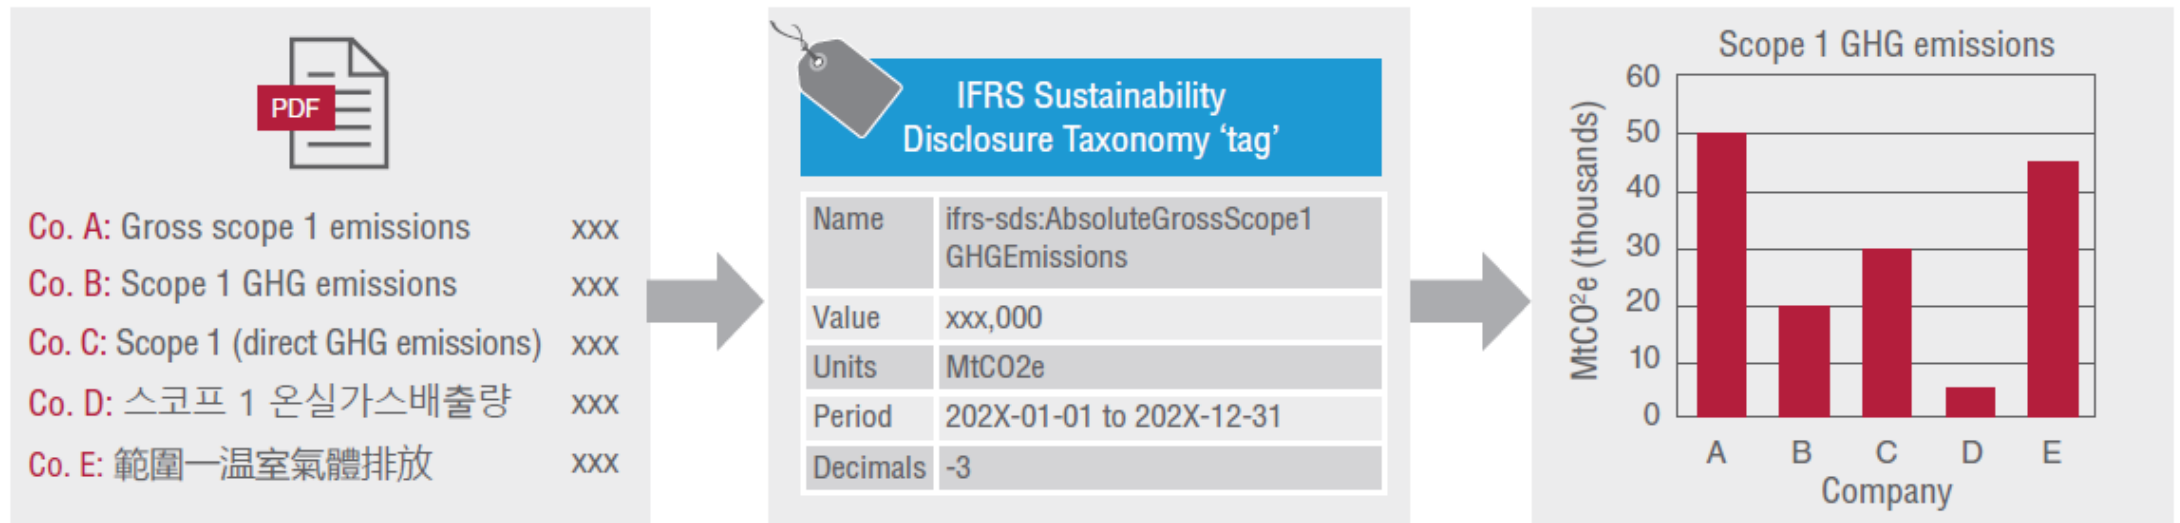 PDF
Co. A: Gross scope 1 emissions xxx
Co. B: Scope 1 GHG emissions xxx
Co. C: Scope 1 (direct GHG emissions) xxx
Co. D: 스코프 1 온실가스배출량 xxx
Co. E: 範圍一温室氣體排放 xxx
IFRS Sustainability
Disclosure Taxonomy ‘tag’
Name ifrs-sds:AbsoluteGrossScope1
GHGEmissions
Value xxx,000
Units MtCO2e
Period 202X-01-01 to 202X-12-31
Decimals -3
Scope 1 GHG emissions
MtCO²e (thousands)
60
50
40
30
20
10
0
A B C D E
Company